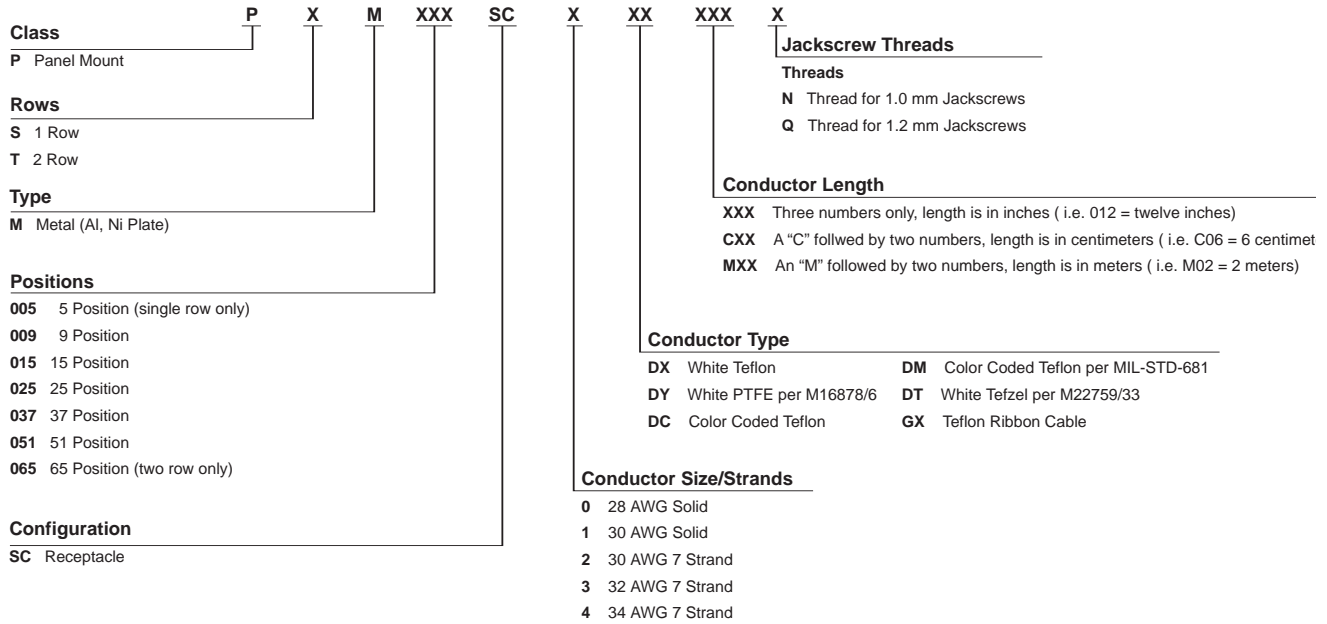 P X M XXX SC X XX XXX X
Class
P Panel Mount
Rows
S 1 Row
T 2 Row
Type
M Metal (Al, Ni Plate)
Positions
005 5 Position (single row only)
009 9 Position
015 15 Position
025 25 Position
037 37 Position
051 51 Position
065 65 Position (two row only)
Configuration
SC Receptacle
Jackscrew Threads
Threads
N Thread for 1.0 mm Jackscrews
Q Thread for 1.2 mm Jackscrews
Conductor Length
XXX Three numbers only, length is in inches ( i.e. 012 = twelve inches)
CXX A “C” follwed by two numbers, length is in centimeters ( i.e. C06 = 6 centimet
MXX An “M” followed by two numbers, length is in meters ( i.e. M02 = 2 meters)
Conductor Type
DX White Teflon
DY White PTFE per M16878/6
DC Color Coded Teflon
DM Color Coded Teflon per MIL-STD-681
DT White Tefzel per M22759/33
GX Teflon Ribbon Cable
Conductor Size/Strands
0 28 AWG Solid
1 30 AWG Solid
2 30 AWG 7 Strand
3 32 AWG 7 Strand
4 34 AWG 7 Strand